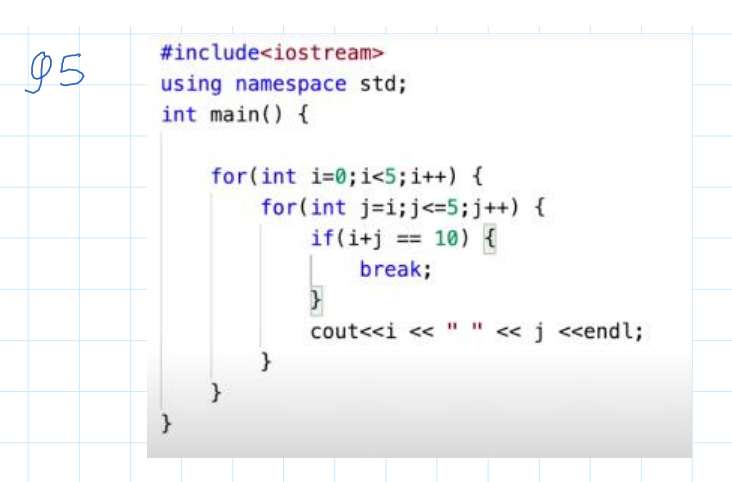 Q5
#include<iostream>
using namespace std;
int main() {
for(int i=0;i<5;i++) {
for(int j=i;j<=5;j++) {
if(i+j == 10) {
break;
}
cout<<i << " " << j <<endl;
}
}
}